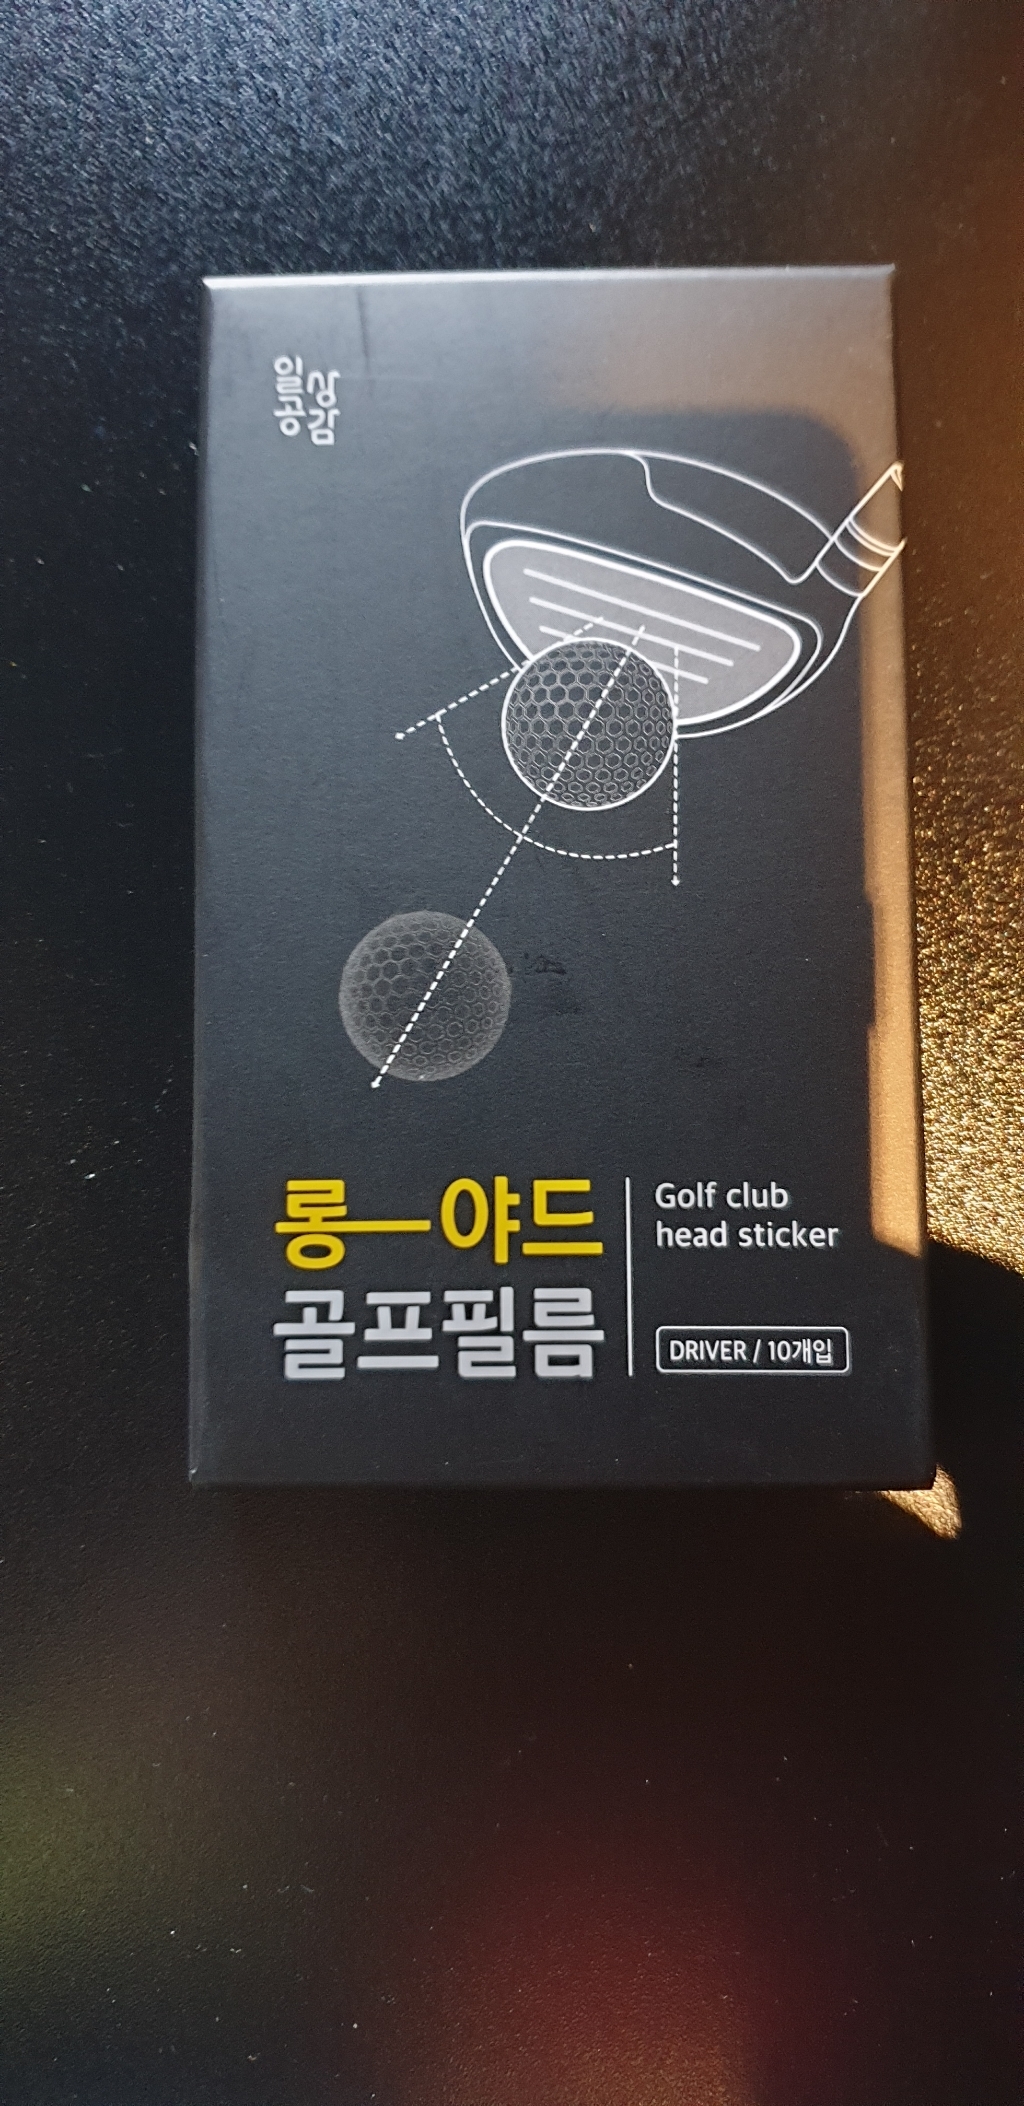 일상
호감
롱야드
골프필름
Golf club
head sticker
DRIVER / 10개입